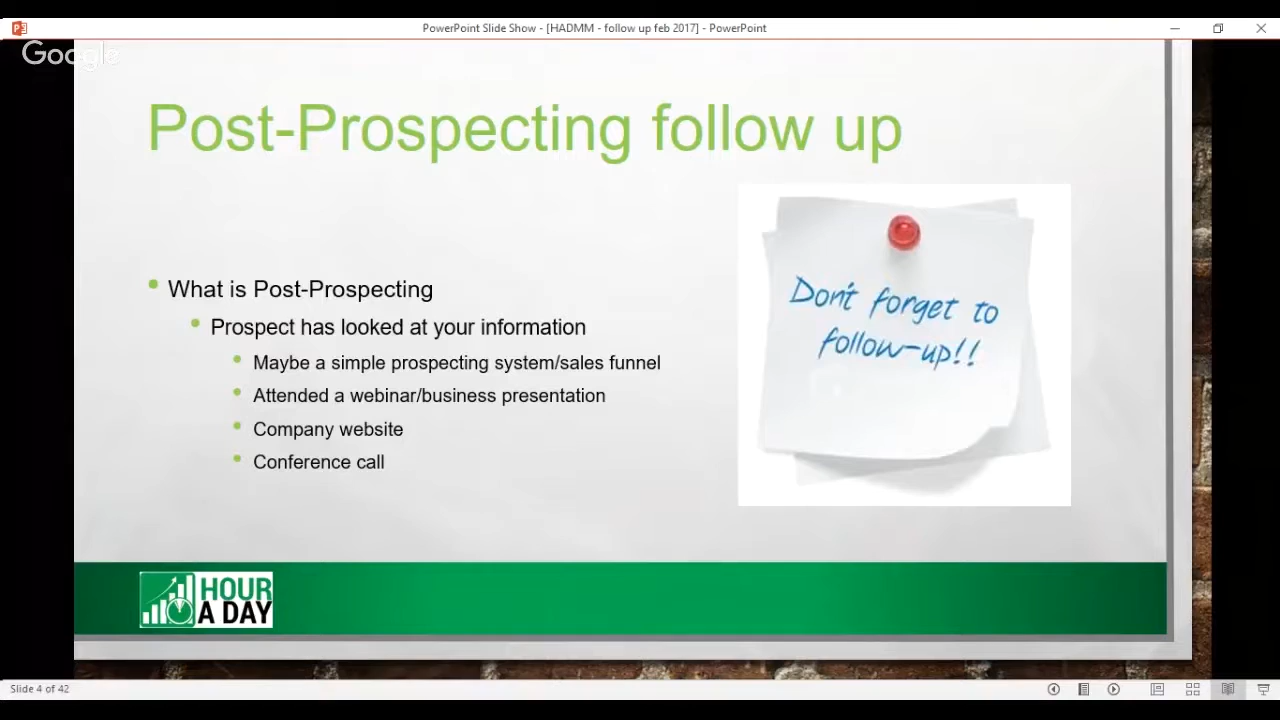 PowerPoint Slide Show - [HADMM - follow up feb 2017] - PowerPoint
Google
Post-Prospecting follow up
What is Post-Prospecting
Prospect has looked at your information
Maybe a simple prospecting system/sales funnel
Attended a webinar/business presentation
Company website
Conference call
Don't forget to
follow-up!!
HOUR
A DAY
Slide 4 of 42